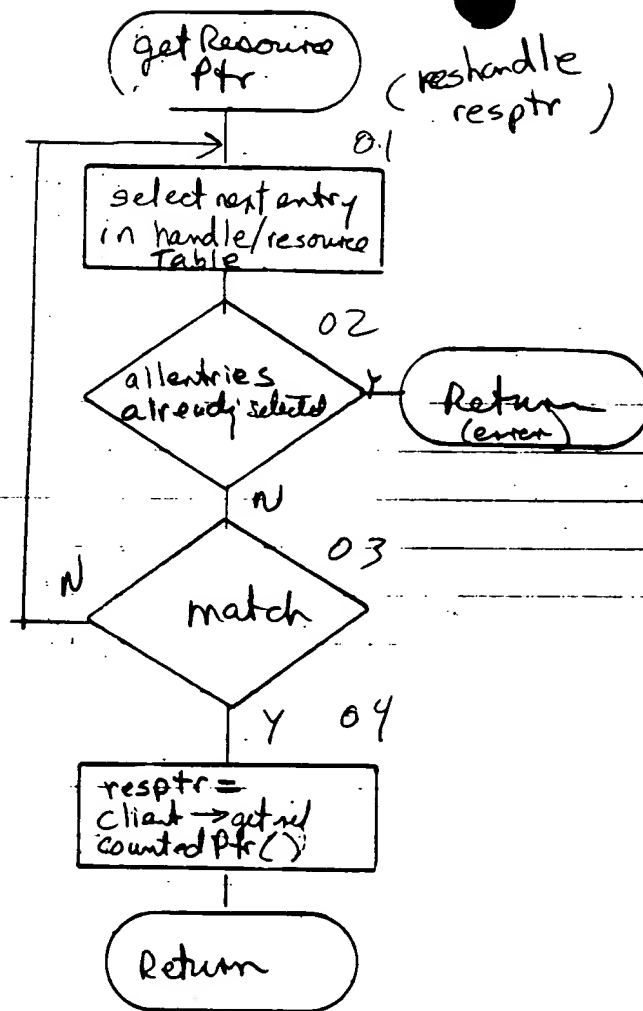 get Resource
Ptr
(reshandle
resptr )
01
select next entry
in handle/resource
Table
02
all entries
already selected
Y
Return
(error)
N
03
N
match
Y
04
resptr =
client → get ref
counted Ptr ( )
Return